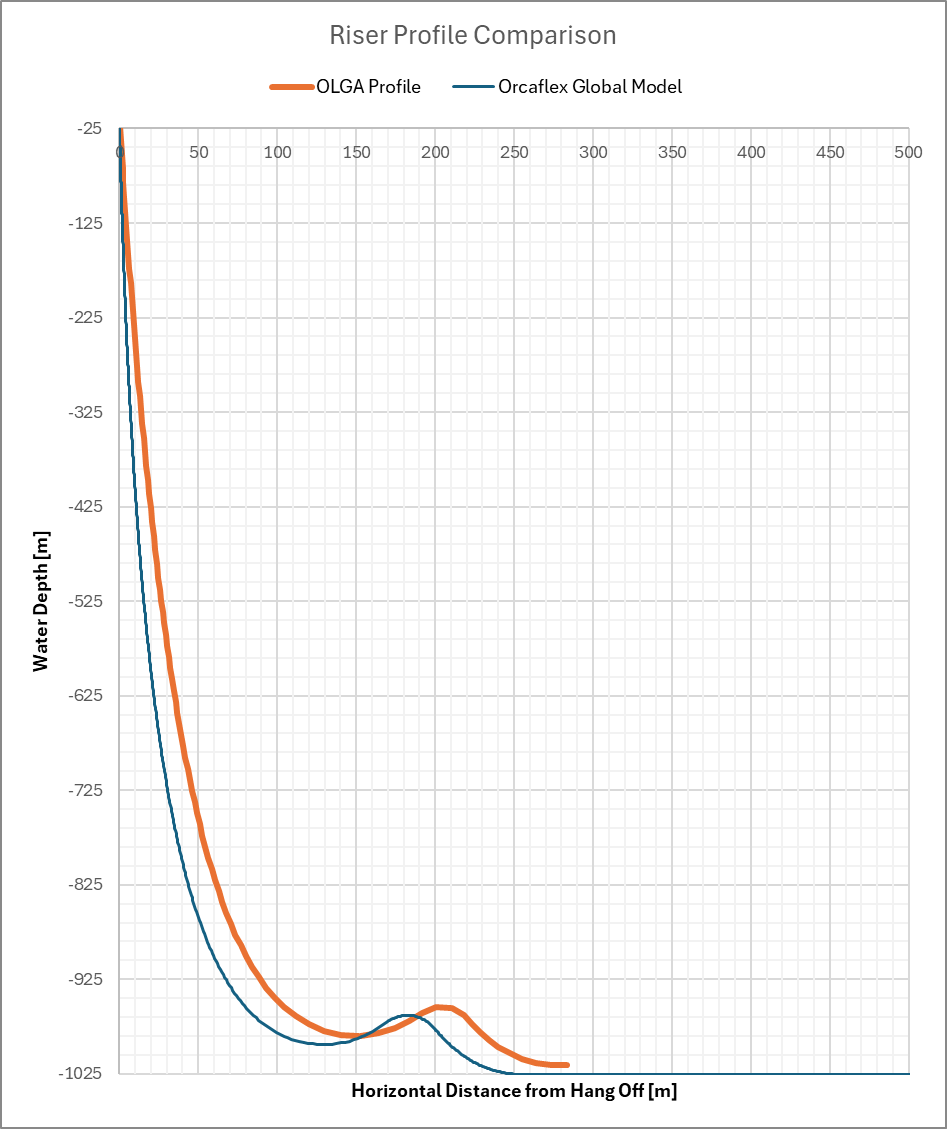 Riser Profile Comparison
OLGA Profile
Orcaflex Global Model
-25
0 50 100 150 200 250 300 350 400 450 500
-125
-225
-325
-425
-525
-625
-725
-825
-925
-1025
Water Depth [m]
Horizontal Distance from Hang Off [m]